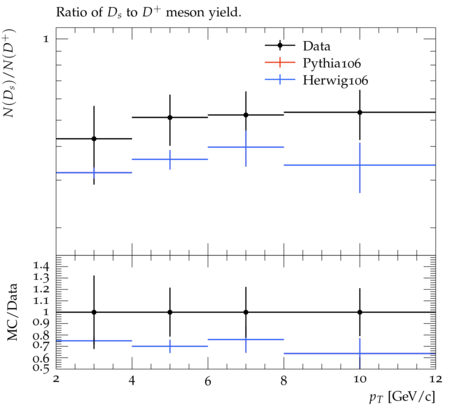 Ratio of Dₛ to D⁺ meson yield.
N(Dₛ)/N(D⁺)
1
Data
Pythia106
Herwig106
MC/Data
1.4
1.3
1.2
1.1
1
0.9
0.8
0.7
0.6
0.5
2 4 6 8 10 12
p_T [GeV/c]